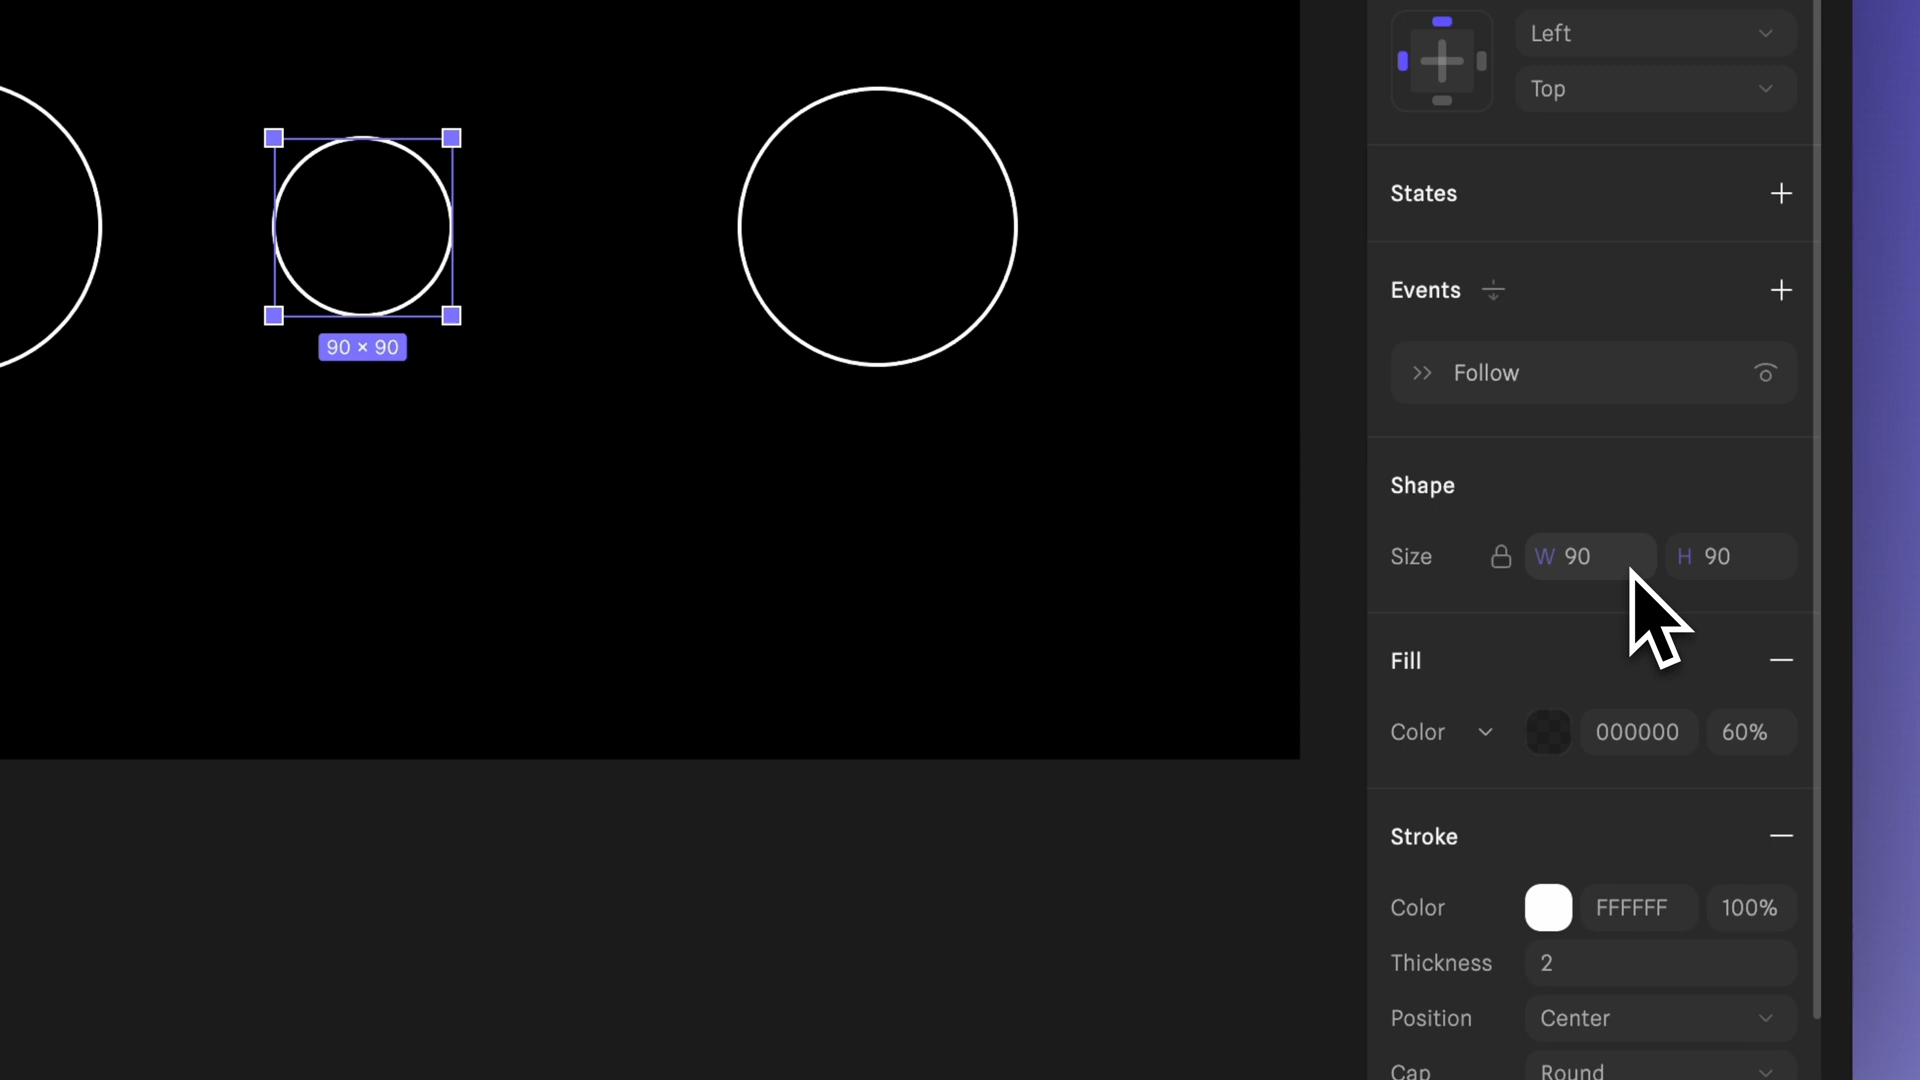 Left
Top
States
Events
Follow
90 × 90
Shape
Size W 90 H 90
Fill
Color 000000 60%
Stroke
Color FFFFFF 100%
Thickness 2
Position Center
Cap Round